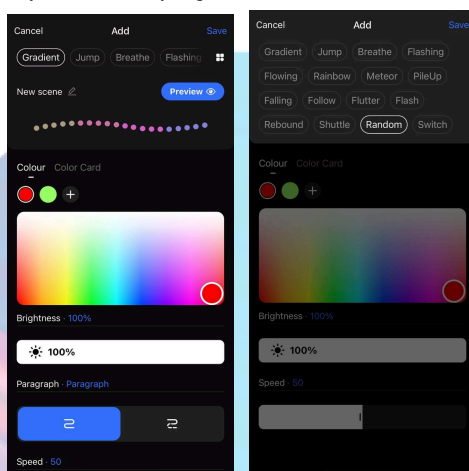 Cancel Add Save
Gradient Jump Breathe Flashing
New scene Preview
Colour Color Card
Brightness · 100%
100%
Paragraph · Paragraph
Speed · 50
Cancel Add Save
Gradient Jump Breathe Flashing
Flowing Rainbow Meteor PileUp
Falling Follow Flutter Flash
Rebound Shuttle Random Switch
Colour Color Card
Brightness · 100%
100%
Speed · 50